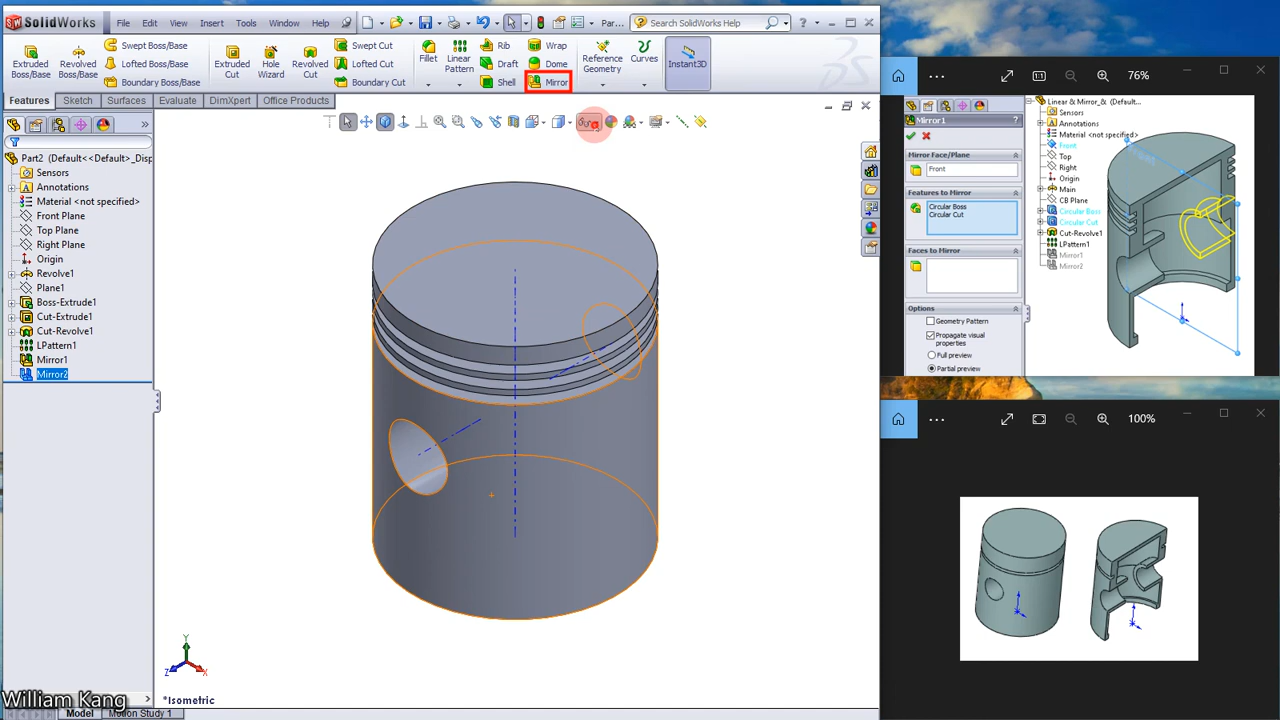 SolidWorks File Edit View Insert Tools Window Help Par... Search SolidWorks Help
Extruded Boss/Base
Revolved Boss/Base
Swept Boss/Base
Lofted Boss/Base
Boundary Boss/Base
Extruded Cut
Hole Wizard
Revolved Cut
Swept Cut
Lofted Cut
Boundary Cut
Fillet
Linear Pattern
Rib
Draft
Shell
Wrap
Dome
Mirror
Reference Geometry
Curves
Instant3D
Features Sketch Surfaces Evaluate DimXpert Office Products
Part2 (Default<<Default>_Disp
Sensors
Annotations
Material <not specified>
Front Plane
Top Plane
Right Plane
Origin
Revolve1
Plane1
Boss-Extrude1
Cut-Extrude1
Cut-Revolve1
LPattern1
Mirror1
Mirror2
Y
Z
X
*Isometric
William Kang
Model Motion Study 1
76%
Mirror1 ?
Mirror Face/Plane
Front
Features to Mirror
Circular Boss
Circular Cut
Faces to Mirror
Options
Geometry Pattern
Propagate visual
properties
Full preview
Partial preview
Linear & Mirror_& (Default...
Sensors
Annotations
Material <not specified>
Front
Top
Right
Origin
Main
CB Plane
Circular Boss
Circular Cut
Cut-Revolve1
LPattern1
Mirror1
Mirror2
100%